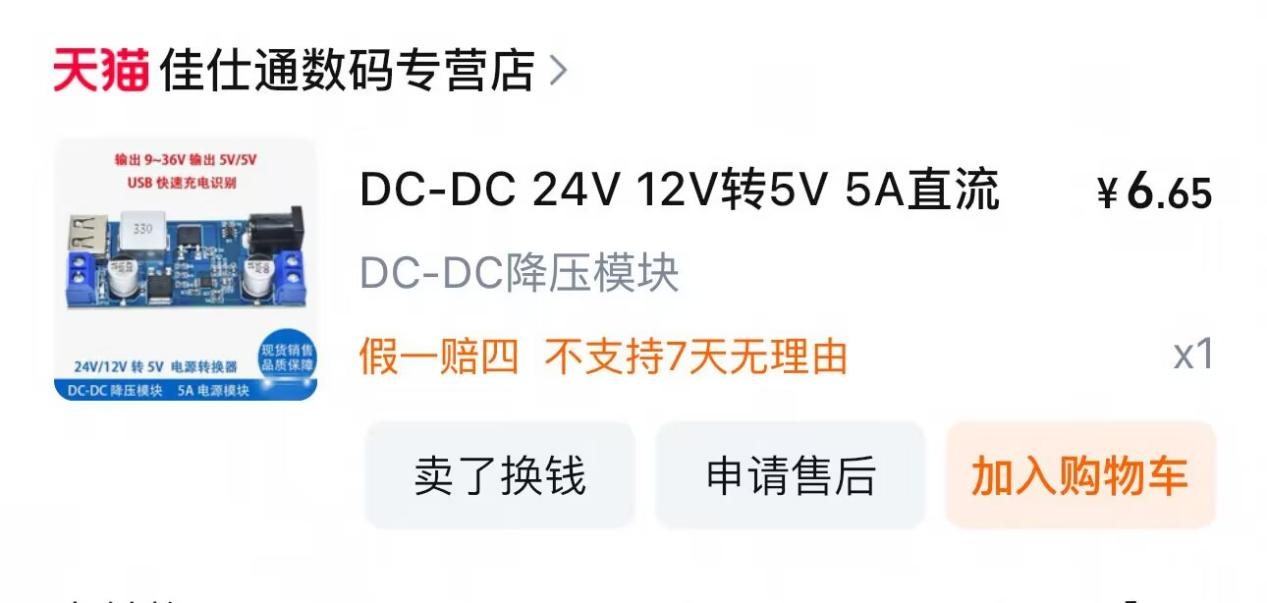 天猫 佳仕通数码专营店
输出 9~36V 输出 5V/5V
USB 快速充电识别
330
24V/12V 转 5V 电源转换器
现货销售
品质保障
DC-DC 降压模块 5A 电源模块
DC-DC 24V 12V转5V 5A直流
¥6.65
DC-DC降压模块
假一赔四 不支持7天无理由
x1
卖了换钱
申请售后
加入购物车